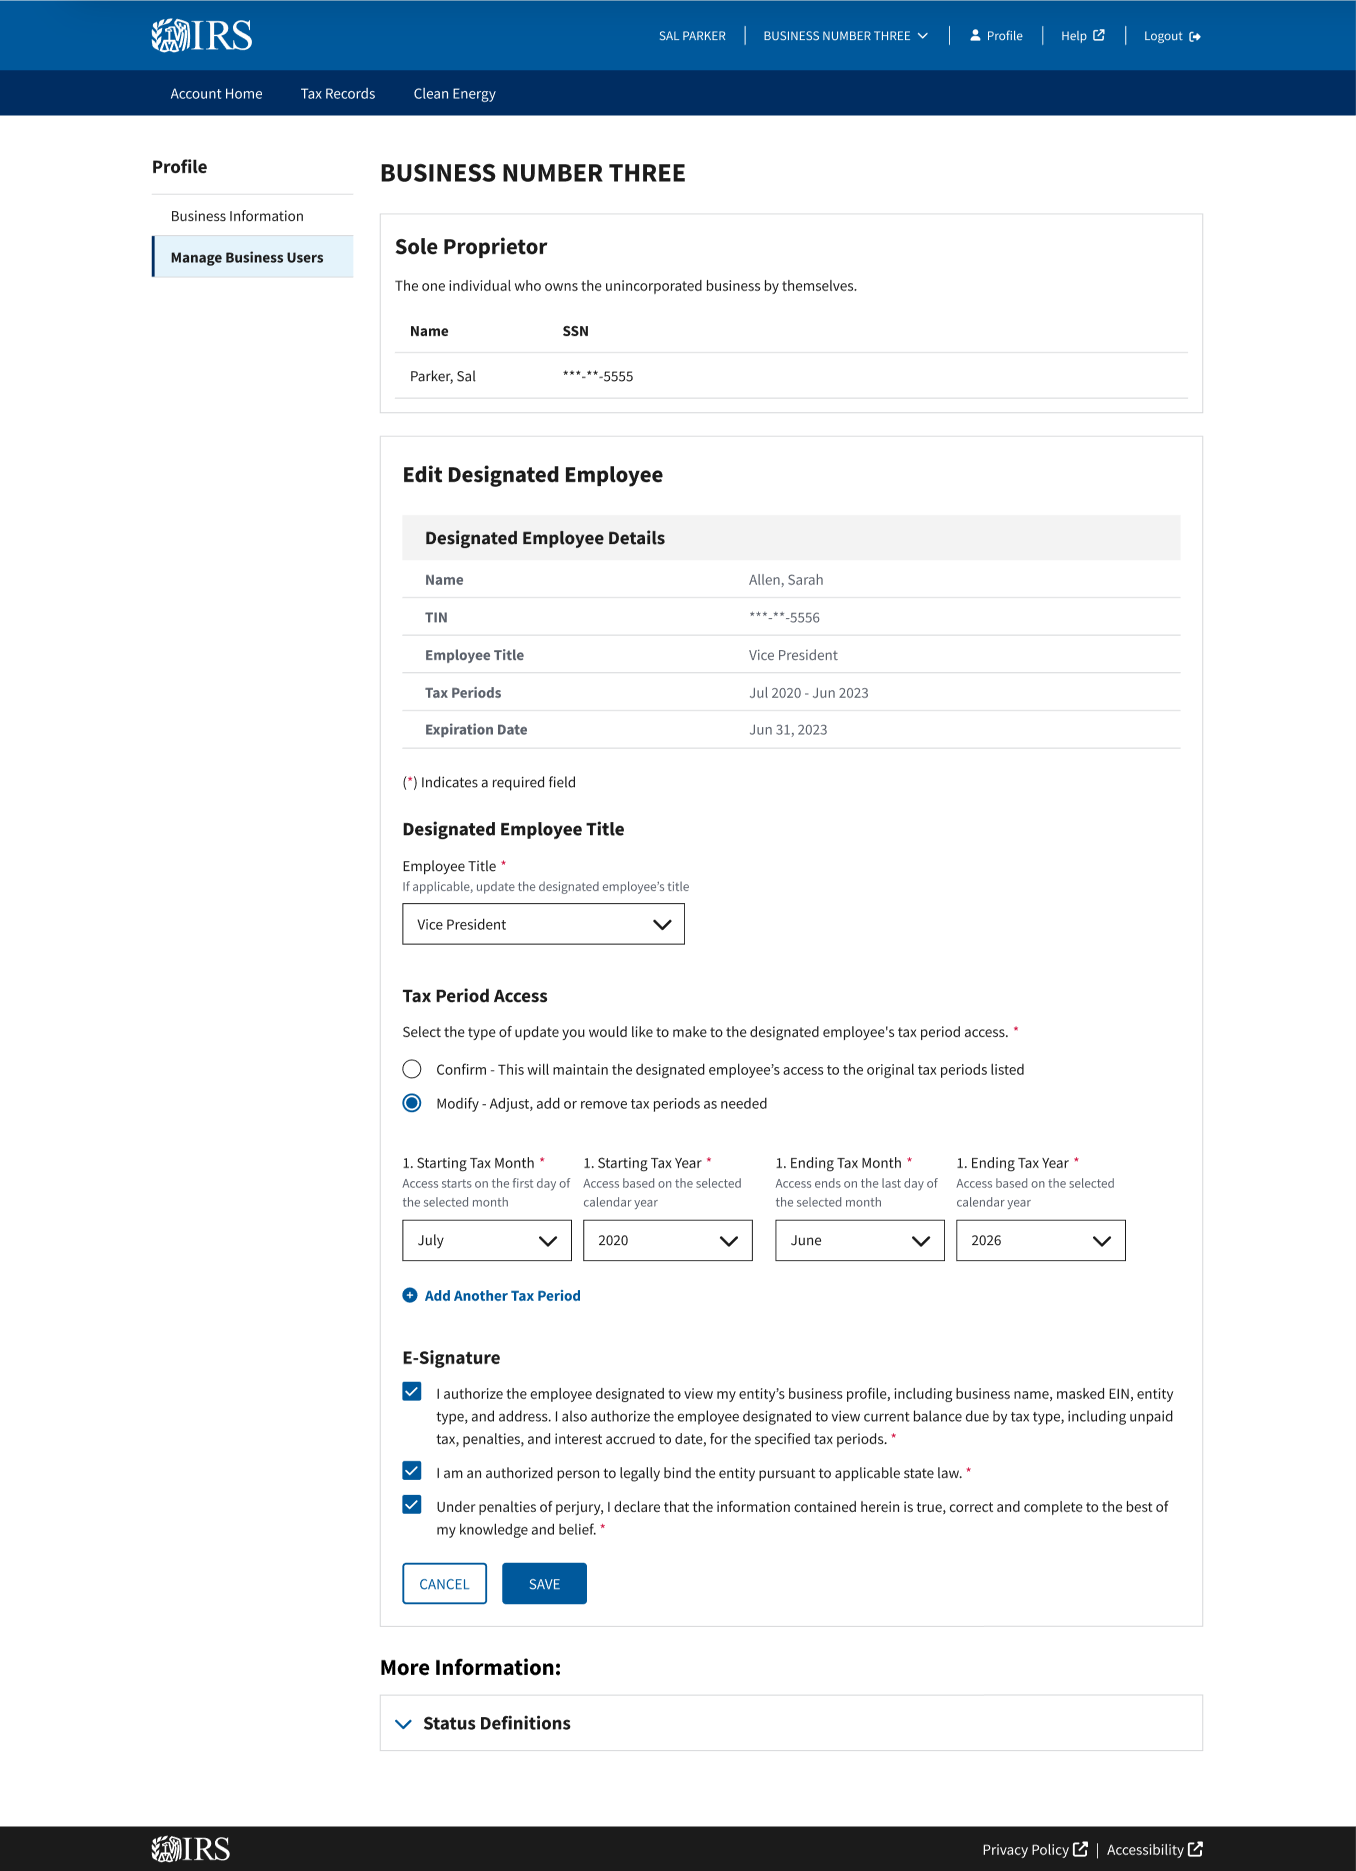 IRS
SAL PARKER
BUSINESS NUMBER THREE
Profile
Help
Logout
Account Home
Tax Records
Clean Energy
Profile
Business Information
Manage Business Users
BUSINESS NUMBER THREE
Sole Proprietor
The one individual who owns the unincorporated business by themselves.
Name SSN
Parker, Sal ***-**-5555
Edit Designated Employee
Designated Employee Details
Name Allen, Sarah
TIN ***-**-5556
Employee Title Vice President
Tax Periods Jul 2020 - Jun 2023
Expiration Date Jun 31, 2023
(*) Indicates a required field
Designated Employee Title
Employee Title *
If applicable, update the designated employee’s title
Vice President
Tax Period Access
Select the type of update you would like to make to the designated employee's tax period access. *
Confirm - This will maintain the designated employee’s access to the original tax periods listed
Modify - Adjust, add or remove tax periods as needed
1. Starting Tax Month *
Access starts on the first day of
the selected month
July
1. Starting Tax Year *
Access based on the selected
calendar year
2020
1. Ending Tax Month *
Access ends on the last day of
the selected month
June
1. Ending Tax Year *
Access based on the selected
calendar year
2026
Add Another Tax Period
E-Signature
I authorize the employee designated to view my entity’s business profile, including business name, masked EIN, entity
type, and address. I also authorize the employee designated to view current balance due by tax type, including unpaid
tax, penalties, and interest accrued to date, for the specified tax periods. *
I am an authorized person to legally bind the entity pursuant to applicable state law. *
Under penalties of perjury, I declare that the information contained herein is true, correct and complete to the best of
my knowledge and belief. *
CANCEL
SAVE
More Information:
Status Definitions
IRS
Privacy Policy | Accessibility